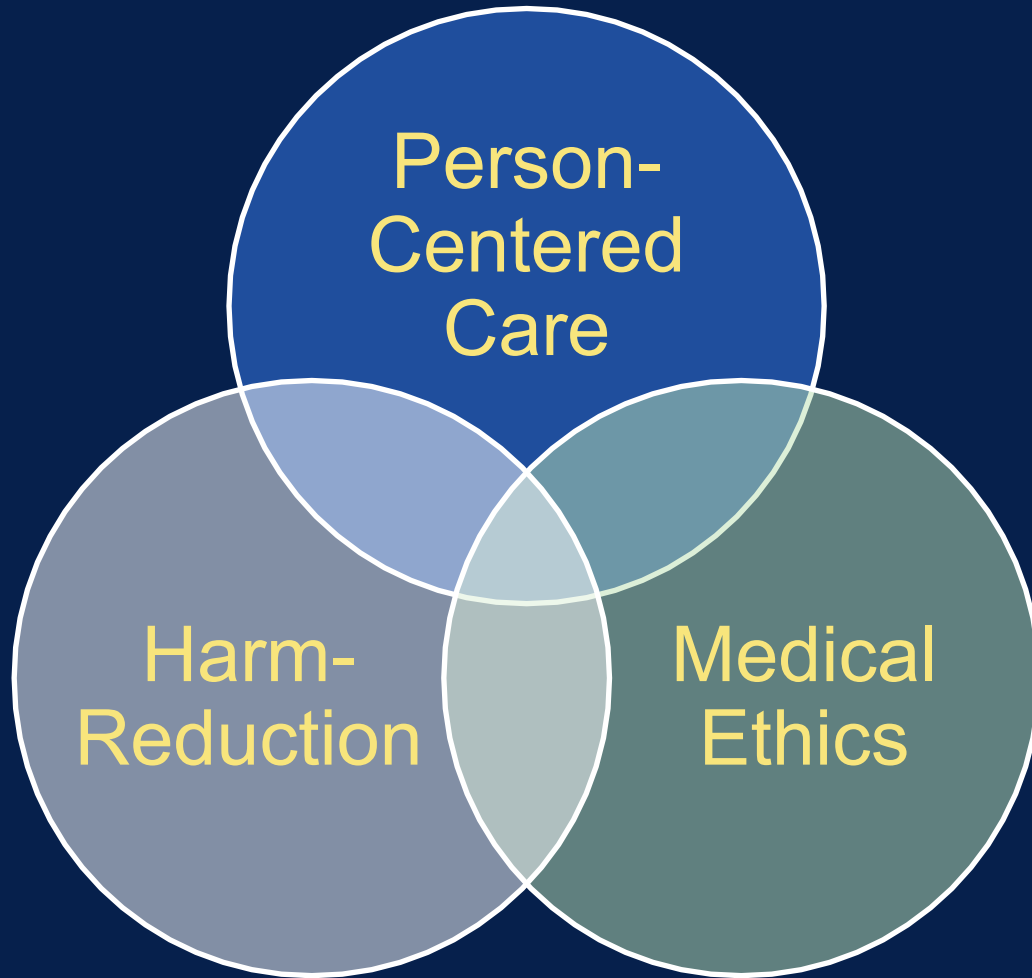 Person-
Centered
Care
Harm-
Reduction
Medical
Ethics